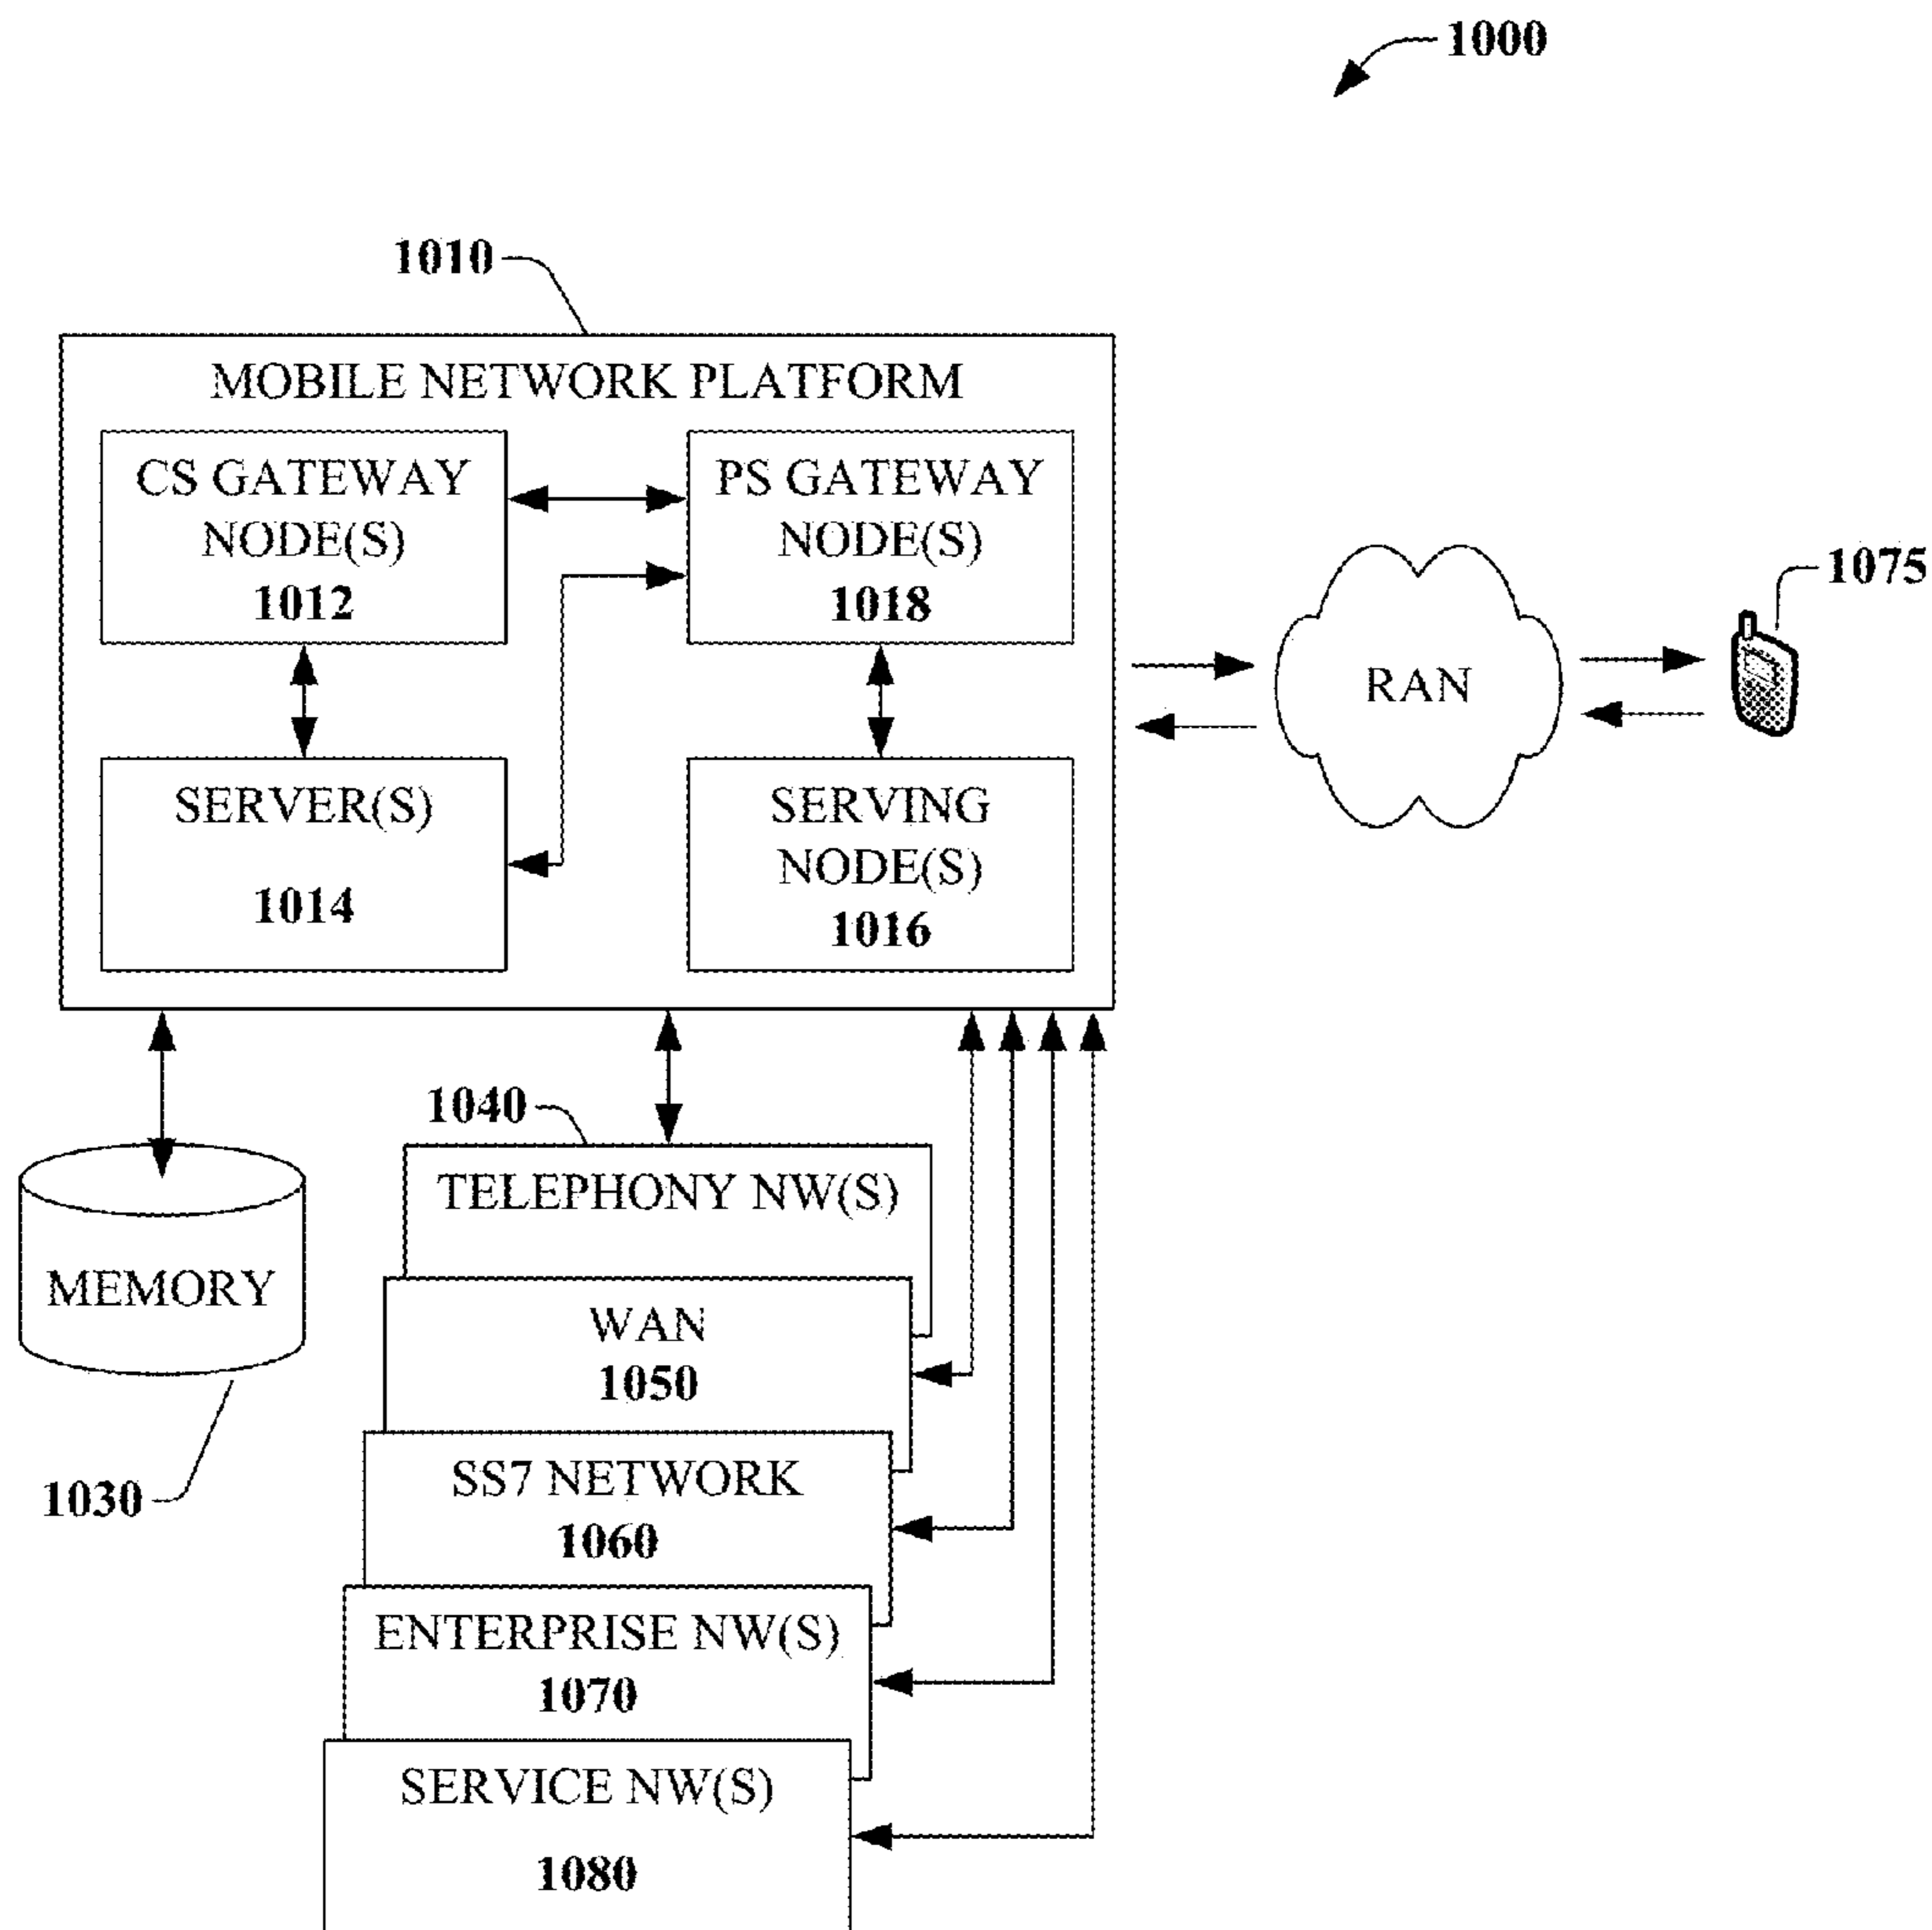 1000
1010
MOBILE NETWORK PLATFORM
CS GATEWAY
NODE(S)
1012
PS GATEWAY
NODE(S)
1018
SERVER(S)
1014
SERVING
NODE(S)
1016
RAN
1075
1040
TELEPHONY NW(S)
MEMORY
1030
WAN
1050
SS7 NETWORK
1060
ENTERPRISE NW(S)
1070
SERVICE NW(S)
1080